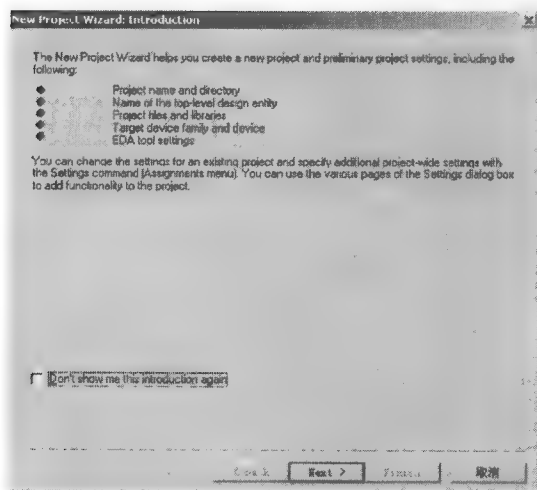 New Project Wizard: Introduction
The New Project Wizard helps you create a new project and preliminary project settings, including the
following:
Project name and directory
Name of the top-level design entity
Project files and libraries
Target device family and device
EDA tool settings
You can change the settings for an existing project and specify additional project-wide settings with
the Settings command (Assignments menu). You can use the various pages of the Settings dialog box
to add functionality to the project.
Don't show me this introduction again
Back Next > Finish 取消